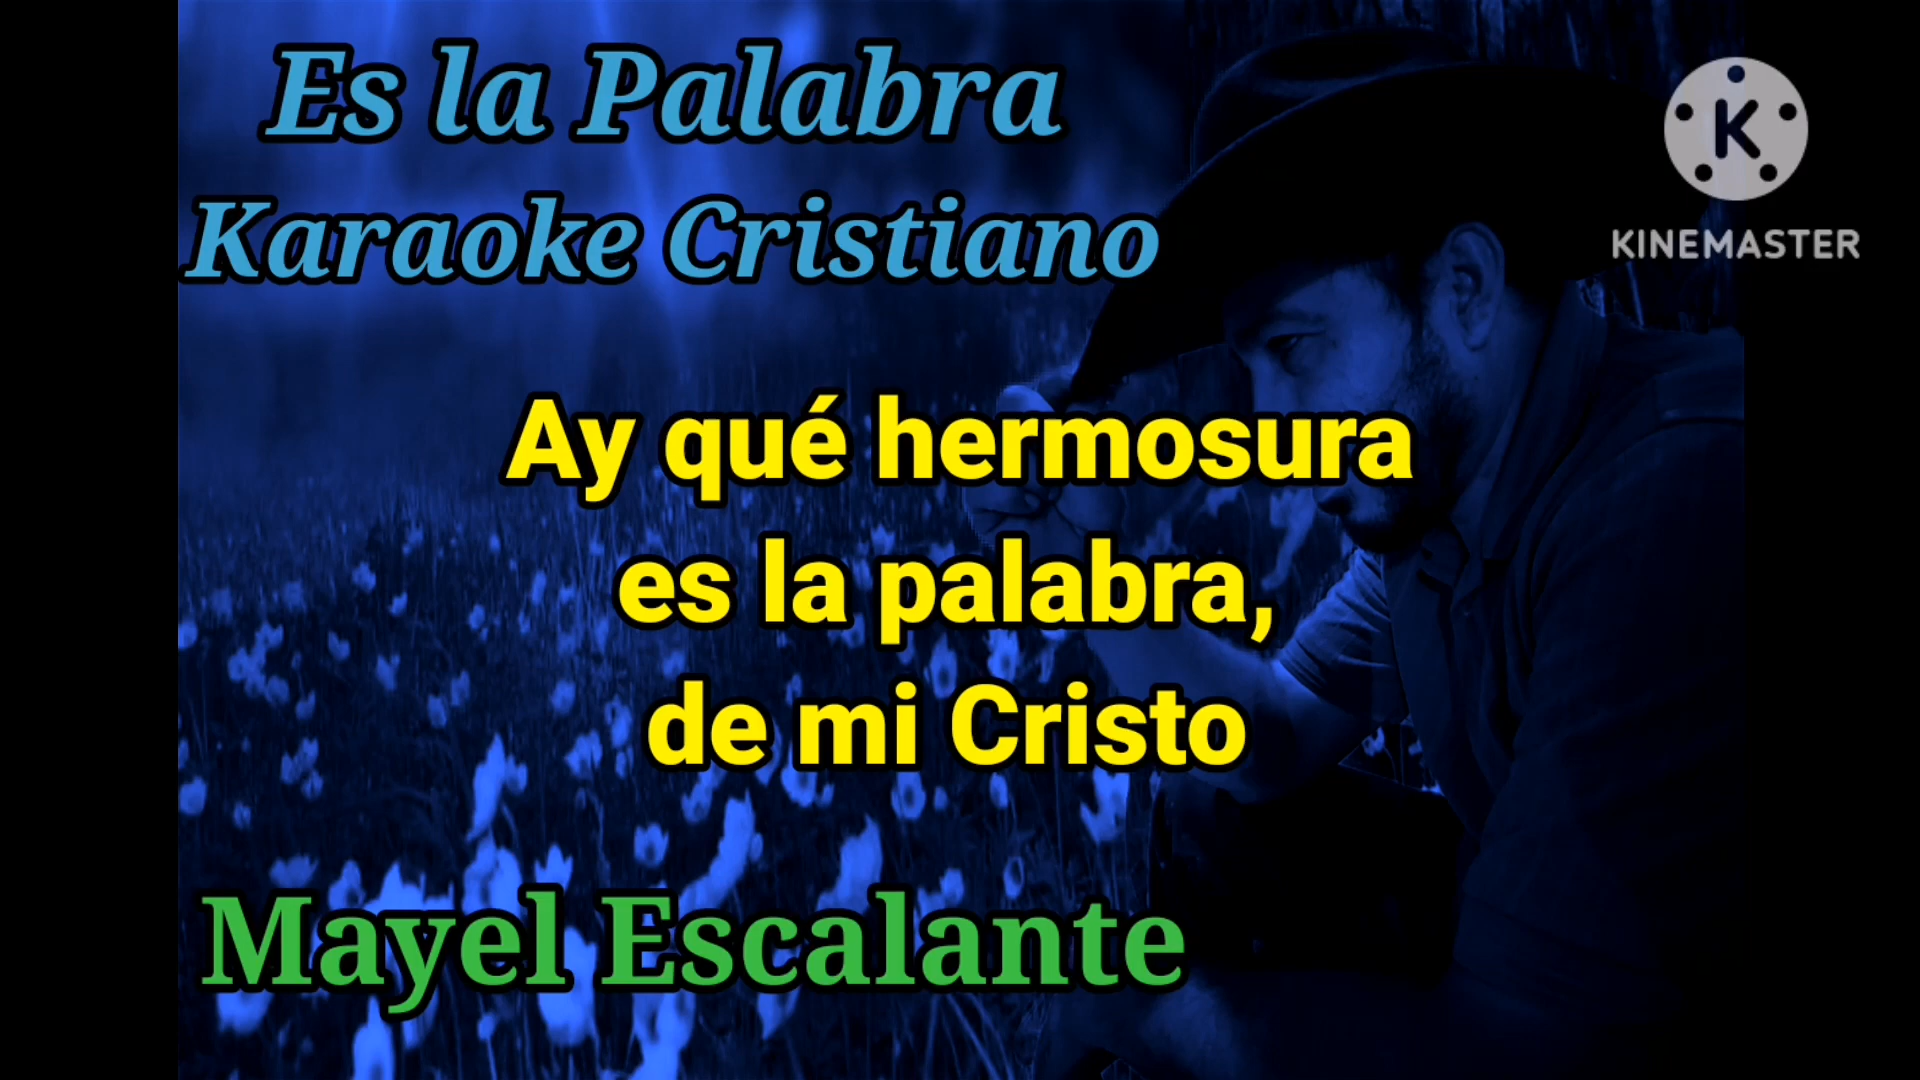 Es la Palabra
Karaoke Cristiano
K
KINEMASTER
Ay qué hermosura
es la palabra,
de mi Cristo
Mayel Escalante